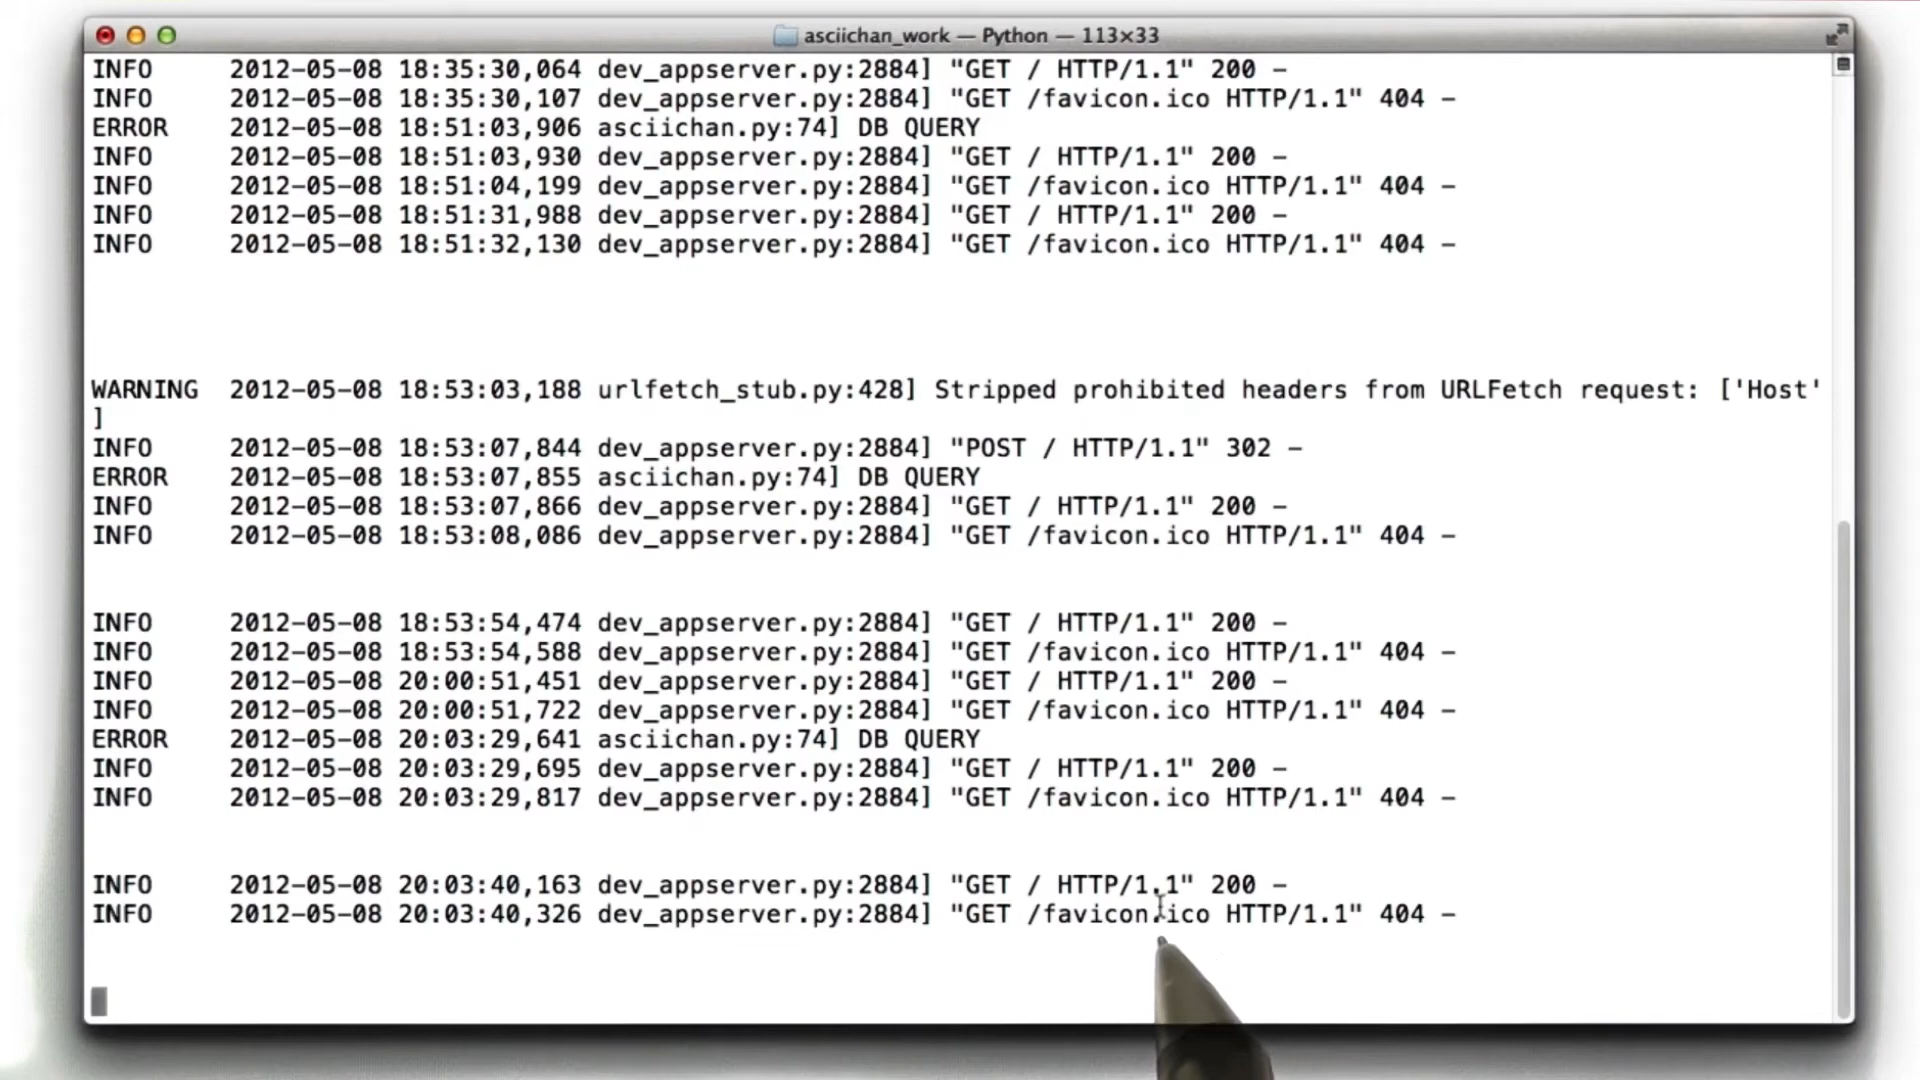 asciichan_work — Python — 113×33
INFO     2012-05-08 18:35:30,064 dev_appserver.py:2884] "GET / HTTP/1.1" 200 -
INFO     2012-05-08 18:35:30,107 dev_appserver.py:2884] "GET /favicon.ico HTTP/1.1" 404 -
ERROR    2012-05-08 18:51:03,906 asciichan.py:74] DB QUERY
INFO     2012-05-08 18:51:03,930 dev_appserver.py:2884] "GET / HTTP/1.1" 200 -
INFO     2012-05-08 18:51:04,199 dev_appserver.py:2884] "GET /favicon.ico HTTP/1.1" 404 -
INFO     2012-05-08 18:51:31,988 dev_appserver.py:2884] "GET / HTTP/1.1" 200 -
INFO     2012-05-08 18:51:32,130 dev_appserver.py:2884] "GET /favicon.ico HTTP/1.1" 404 -
WARNING  2012-05-08 18:53:03,188 urlfetch_stub.py:428] Stripped prohibited headers from URLFetch request: ['Host'
]
INFO     2012-05-08 18:53:07,844 dev_appserver.py:2884] "POST / HTTP/1.1" 302 -
ERROR    2012-05-08 18:53:07,855 asciichan.py:74] DB QUERY
INFO     2012-05-08 18:53:07,866 dev_appserver.py:2884] "GET / HTTP/1.1" 200 -
INFO     2012-05-08 18:53:08,086 dev_appserver.py:2884] "GET /favicon.ico HTTP/1.1" 404 -
INFO     2012-05-08 18:53:54,474 dev_appserver.py:2884] "GET / HTTP/1.1" 200 -
INFO     2012-05-08 18:53:54,588 dev_appserver.py:2884] "GET /favicon.ico HTTP/1.1" 404 -
INFO     2012-05-08 20:00:51,451 dev_appserver.py:2884] "GET / HTTP/1.1" 200 -
INFO     2012-05-08 20:00:51,722 dev_appserver.py:2884] "GET /favicon.ico HTTP/1.1" 404 -
ERROR    2012-05-08 20:03:29,641 asciichan.py:74] DB QUERY
INFO     2012-05-08 20:03:29,695 dev_appserver.py:2884] "GET / HTTP/1.1" 200 -
INFO     2012-05-08 20:03:29,817 dev_appserver.py:2884] "GET /favicon.ico HTTP/1.1" 404 -
INFO     2012-05-08 20:03:40,163 dev_appserver.py:2884] "GET / HTTP/1.1" 200 -
INFO     2012-05-08 20:03:40,326 dev_appserver.py:2884] "GET /favicon.ico HTTP/1.1" 404 -